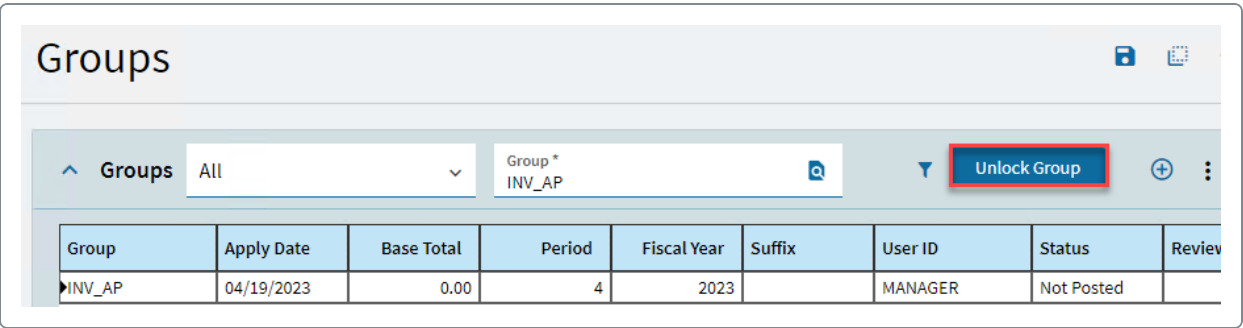 Groups
Groups All Group * INV_AP Unlock Group
Group Apply Date Base Total Period Fiscal Year Suffix User ID Status Review
INV_AP 04/19/2023 0.00 4 2023 MANAGER Not Posted